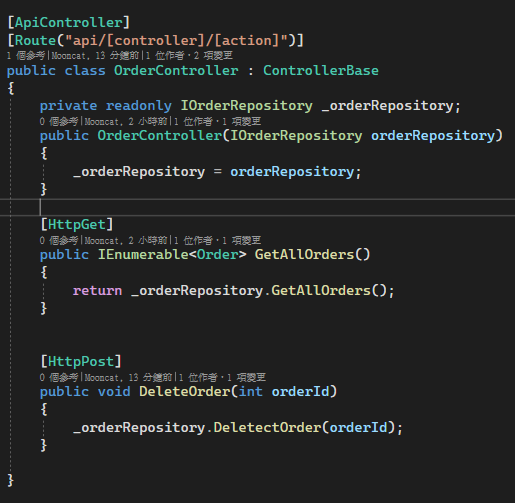 [ApiController]
[Route("api/[controller]/[action]")]
1 個參考|Mooncat, 13 分鐘前|1 位作者，2 項變更
public class OrderController : ControllerBase
{
private readonly IOrderRepository _orderRepository;
0 個參考|Mooncat, 2 小時前|1 位作者，1 項變更
public OrderController(IOrderRepository orderRepository)
{
_orderRepository = orderRepository;
}
[HttpGet]
0 個參考|Mooncat, 2 小時前|1 位作者，1 項變更
public IEnumerable<Order> GetAllOrders()
{
return _orderRepository.GetAllOrders();
}
[HttpPost]
0 個參考|Mooncat, 13 分鐘前|1 位作者，1 項變更
public void DeleteOrder(int orderId)
{
_orderRepository.DeletectOrder(orderId);
}
}